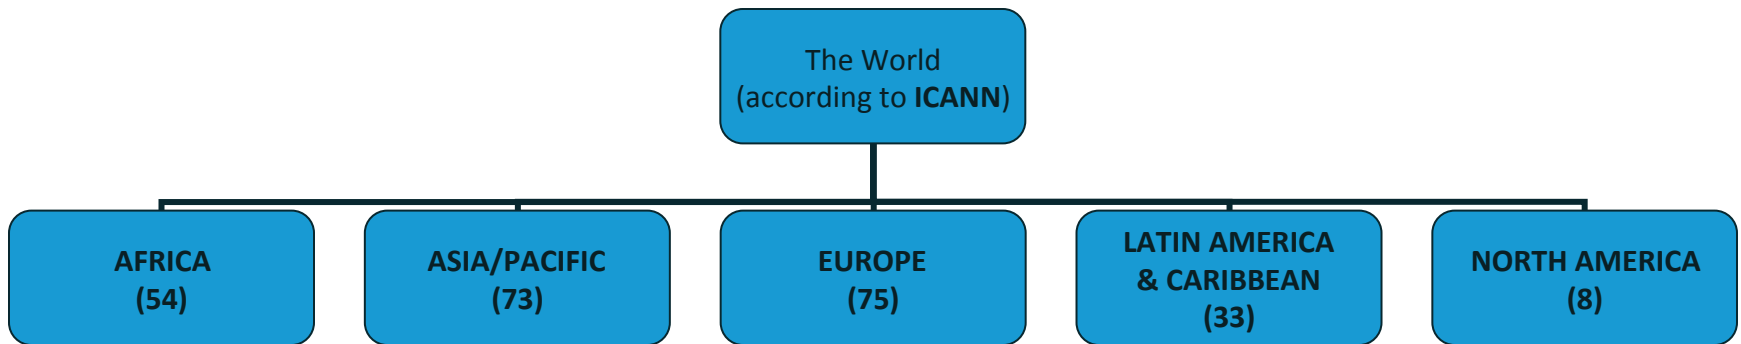 The World
(according to ICANN)
AFRICA
(54)
ASIA/PACIFIC
(73)
EUROPE
(75)
LATIN AMERICA
& CARIBBEAN
(33)
NORTH AMERICA
(8)